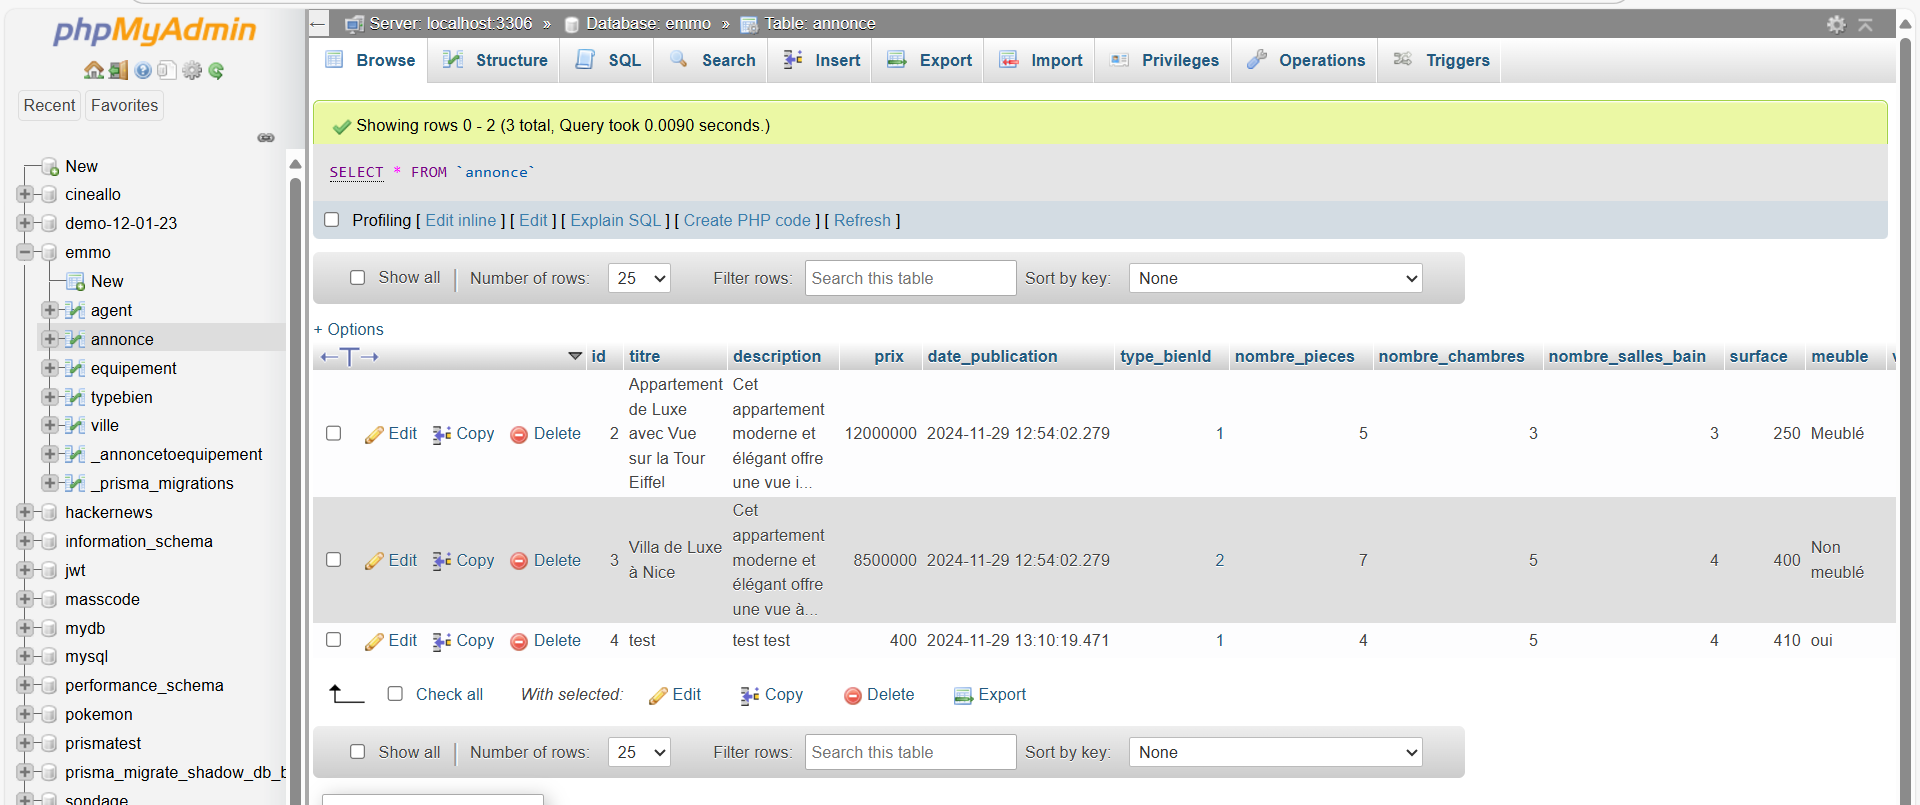 phpMyAdmin
Recent Favorites
New
cineallo
demo-12-01-23
emmo
New
agent
annonce
equipement
typebien
ville
_annoncetoequipement
_prisma_migrations
hackernews
information_schema
jwt
masscode
mydb
mysql
performance_schema
pokemon
prismatest
prisma_migrate_shadow_db_b
sondage
Server: localhost:3306 » Database: emmo » Table: annonce
Browse Structure SQL Search Insert Export Import Privileges Operations Triggers
Showing rows 0 - 2 (3 total, Query took 0.0090 seconds.)
SELECT * FROM `annonce`
Profiling [ Edit inline ] [ Edit ] [ Explain SQL ] [ Create PHP code ] [ Refresh ]
Show all Number of rows: 25 Filter rows: Search this table Sort by key: None
+ Options
←T→ id titre description prix date_publication type_bienId nombre_pieces nombre_chambres nombre_salles_bain surface meuble
Edit Copy Delete 2 Appartement de Luxe avec Vue sur la Tour Eiffel Cet appartement moderne et élégant offre une vue i... 12000000 2024-11-29 12:54:02.279 1 5 3 3 250 Meublé
Edit Copy Delete 3 Villa de Luxe à Nice Cet appartement moderne et élégant offre une vue à... 8500000 2024-11-29 12:54:02.279 2 7 5 4 400 Non meublé
Edit Copy Delete 4 test test test 400 2024-11-29 13:10:19.471 1 4 5 4 410 oui
Check all With selected: Edit Copy Delete Export
Show all Number of rows: 25 Filter rows: Search this table Sort by key: None